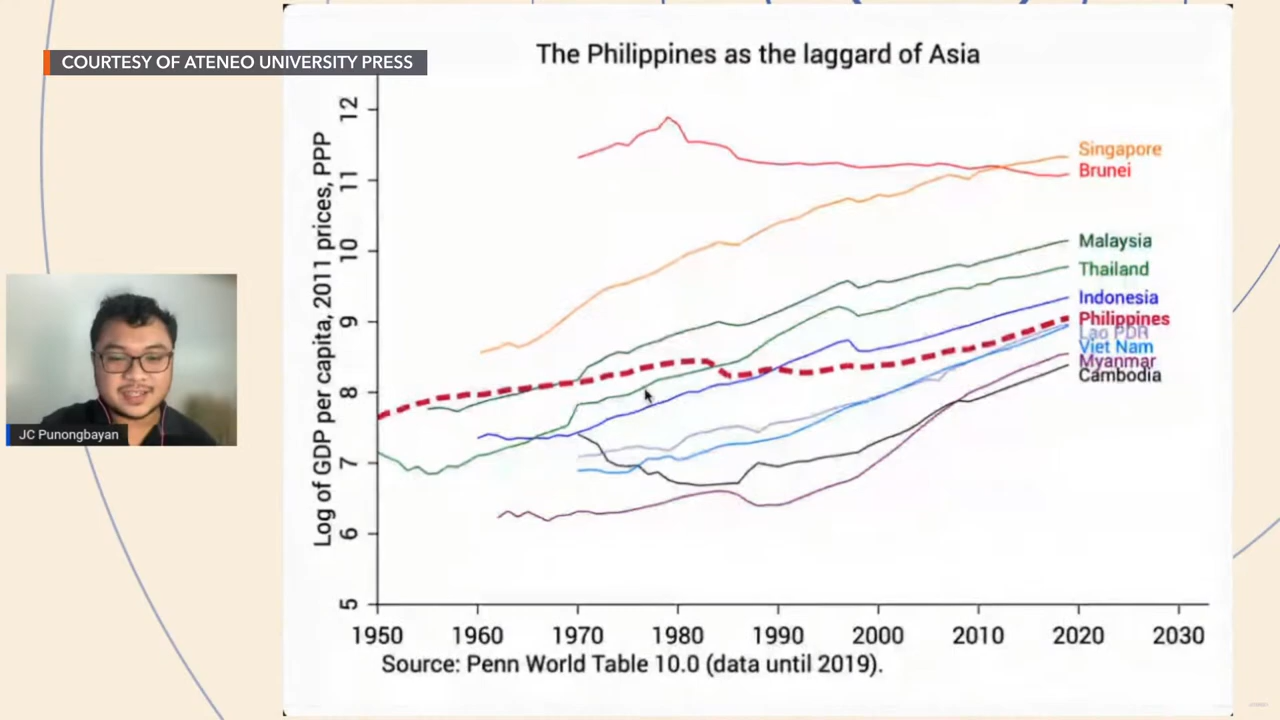 COURTESY OF ATENEO UNIVERSITY PRESS
The Philippines as the laggard of Asia
Log of GDP per capita, 2011 prices, PPP
12
11
10
9
8
7
6
5
Singapore
Brunei
Malaysia
Thailand
Indonesia
Philippines
Lao PDR
Viet Nam
Myanmar
Cambodia
1950 1960 1970 1980 1990 2000 2010 2020 2030
Source: Penn World Table 10.0 (data until 2019).
JC Punongbayan